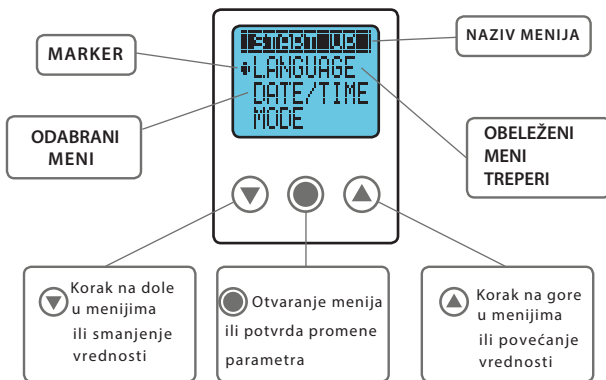 MARKER
START UP
NAZIV MENIJA
LANGUAGE
DATE/TIME
MODE
ODABRANI
MENI
OBELEŽENI
MENI
TREPERI
Korak na dole
u menijima
ili smanjenje
vrednosti
Otvaranje menija
ili potvrda promene
parametra
Korak na gore
u menijima
ili povećanje
vrednosti